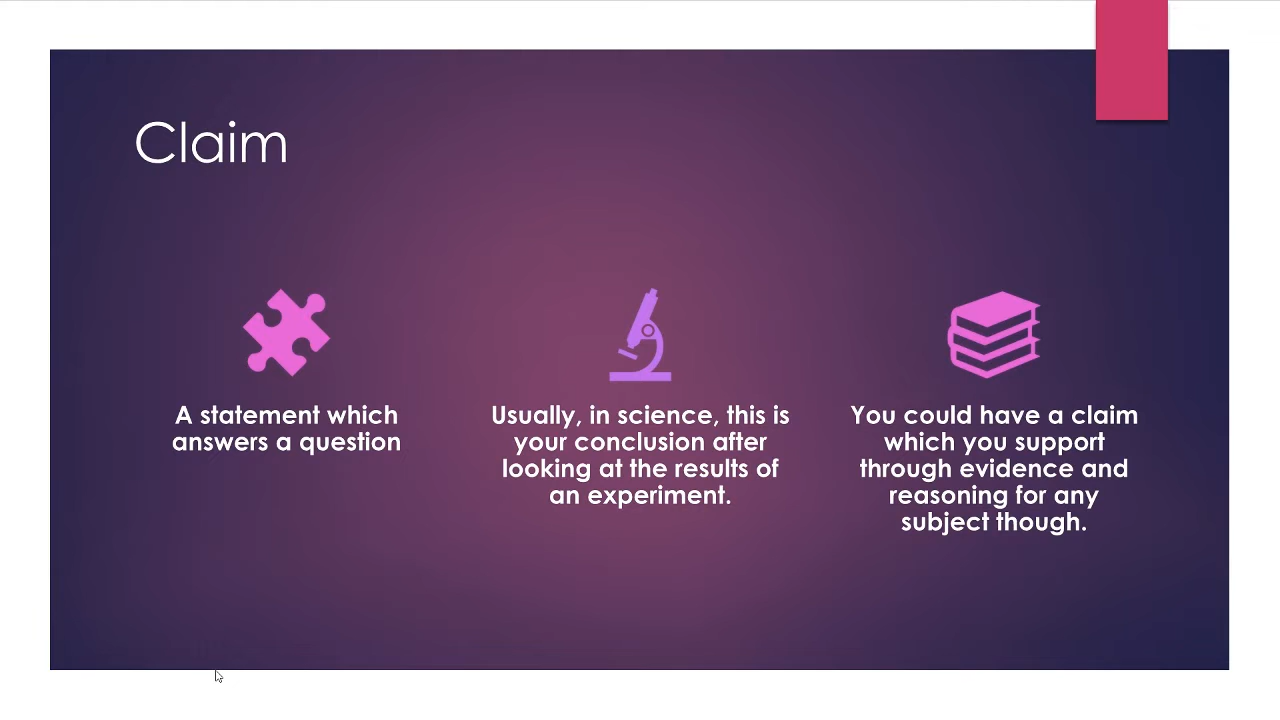 Claim
A statement which
answers a question
Usually, in science, this is
your conclusion after
looking at the results of
an experiment.
You could have a claim
which you support
through evidence and
reasoning for any
subject though.